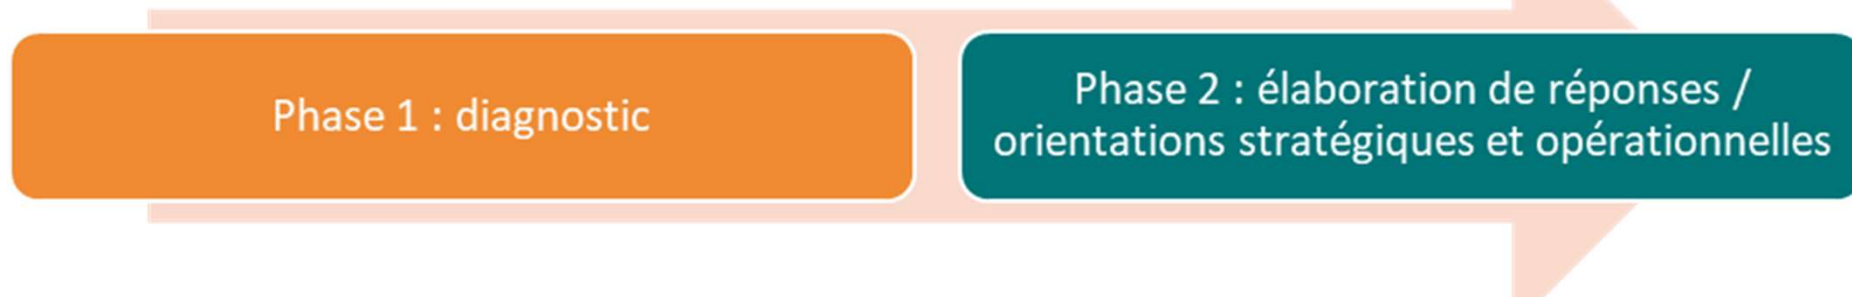 Phase 1 : diagnostic
Phase 2 : élaboration de réponses /
orientations stratégiques et opérationnelles